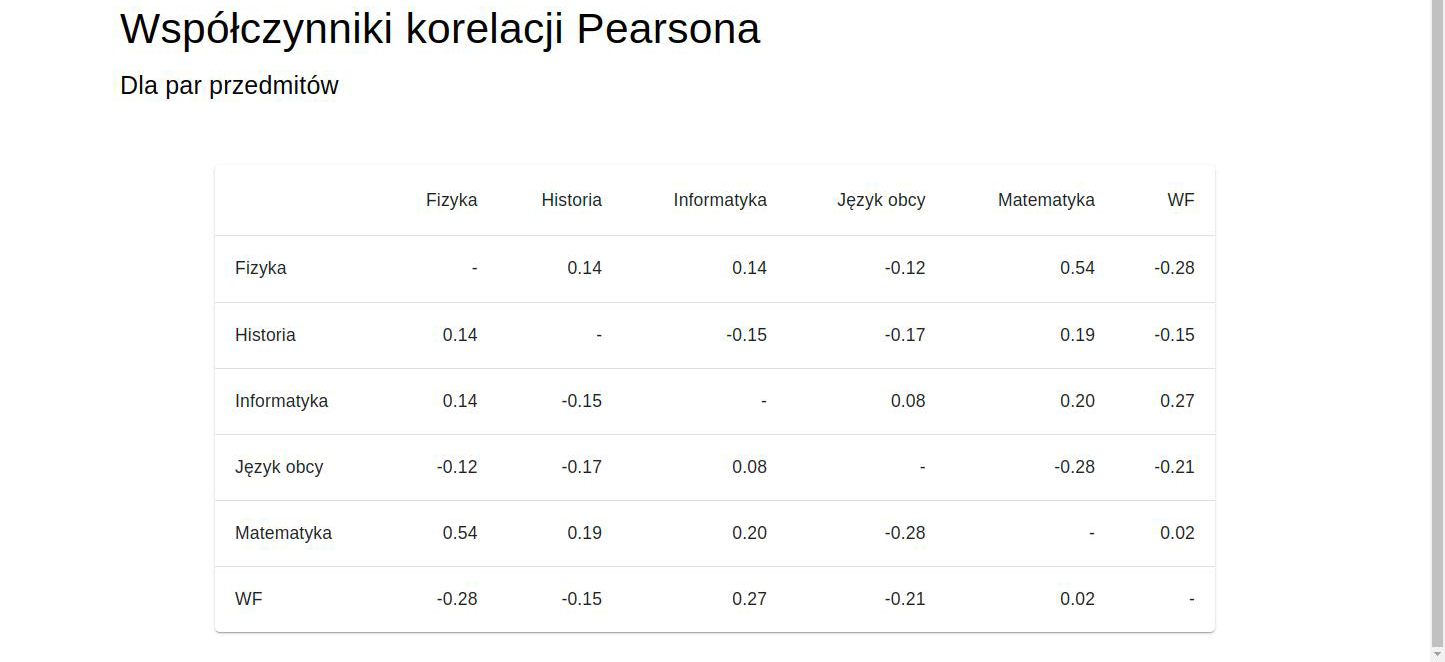 Współczynniki korelacji Pearsona
Dla par przedmitów
Fizyka Historia Informatyka Język obcy Matematyka WF
Fizyka - 0.14 0.14 -0.12 0.54 -0.28
Historia 0.14 - -0.15 -0.17 0.19 -0.15
Informatyka 0.14 -0.15 - 0.08 0.20 0.27
Język obcy -0.12 -0.17 0.08 - -0.28 -0.21
Matematyka 0.54 0.19 0.20 -0.28 - 0.02
WF -0.28 -0.15 0.27 -0.21 0.02 -